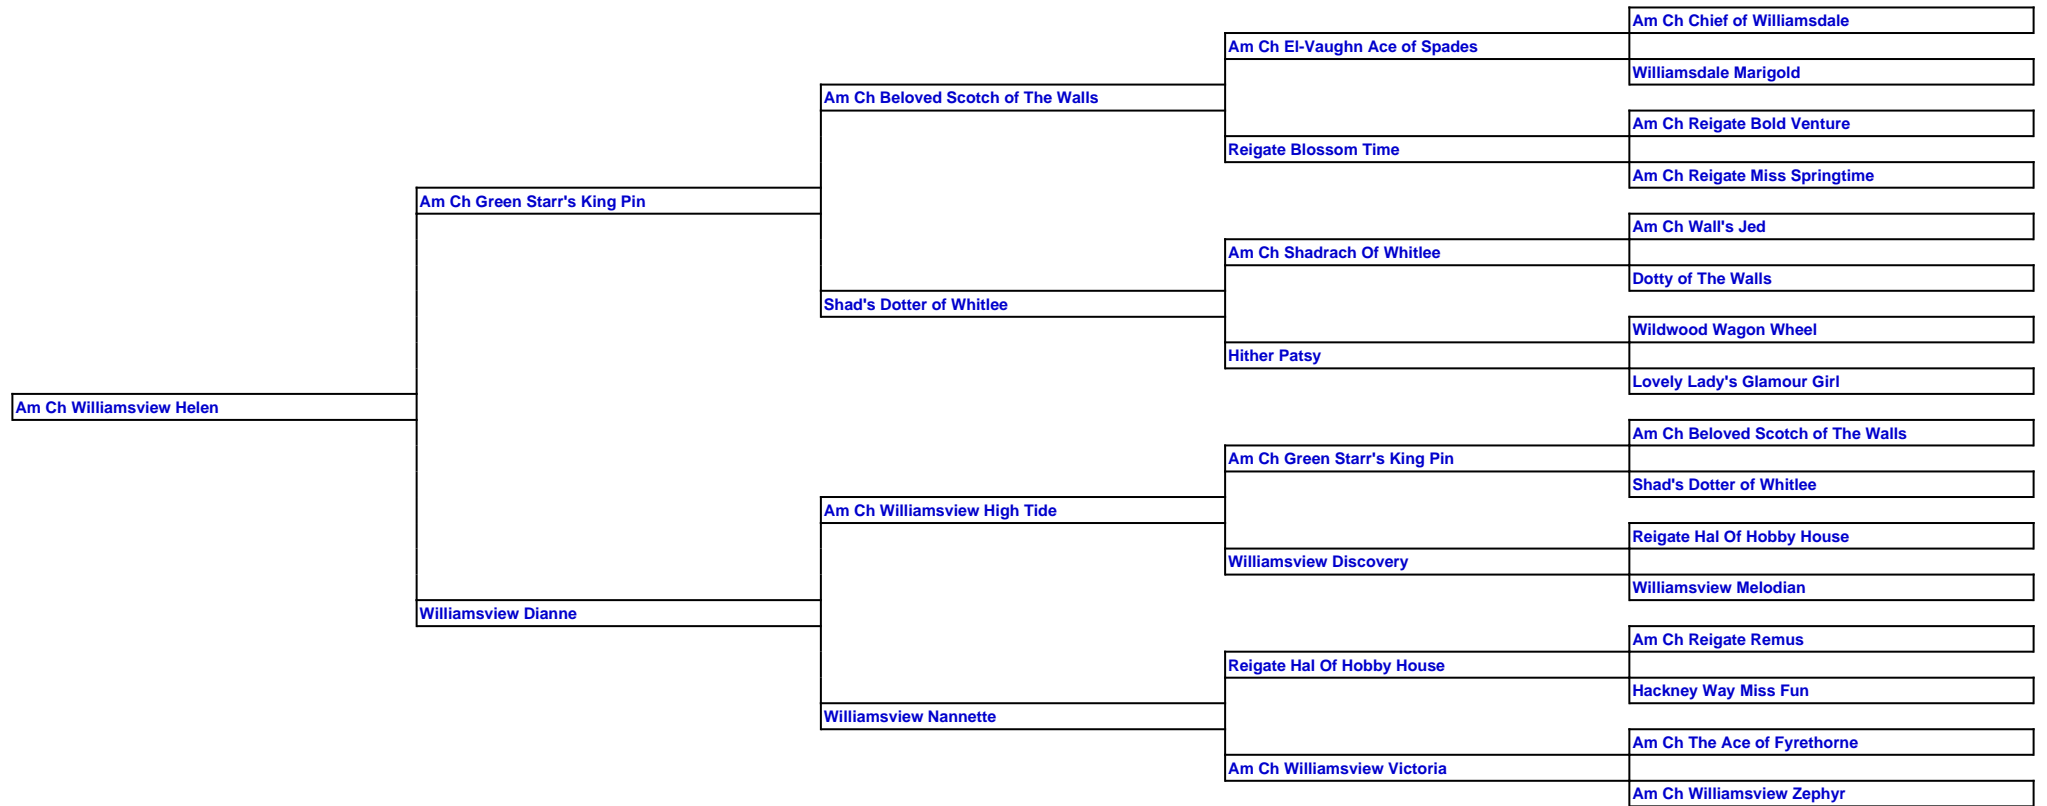 Am Ch Chief of Williamsdale
Am Ch El-Vaughn Ace of Spades
Williamsdale Marigold
Am Ch Beloved Scotch of The Walls
Am Ch Reigate Bold Venture
Reigate Blossom Time
Am Ch Reigate Miss Springtime
Am Ch Green Starr's King Pin
Am Ch Wall's Jed
Am Ch Shadrach Of Whitlee
Dotty of The Walls
Shad's Dotter of Whitlee
Wildwood Wagon Wheel
Hither Patsy
Lovely Lady's Glamour Girl
Am Ch Williamsview Helen
Am Ch Beloved Scotch of The Walls
Am Ch Green Starr's King Pin
Shad's Dotter of Whitlee
Am Ch Williamsview High Tide
Reigate Hal Of Hobby House
Williamsview Discovery
Williamsview Melodian
Williamsview Dianne
Am Ch Reigate Remus
Reigate Hal Of Hobby House
Hackney Way Miss Fun
Williamsview Nannette
Am Ch The Ace of Fyrethorne
Am Ch Williamsview Victoria
Am Ch Williamsview Zephyr